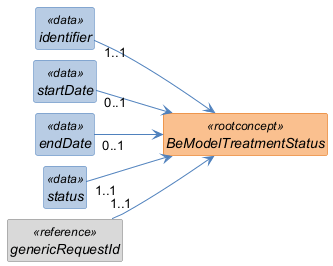 «data»
identifier
1..1
«data»
startDate
0..1
«data»
endDate
0..1
«rootconcept»
BeModelTreatmentStatus
«data»
status
1..1
1..1
«reference»
genericRequestId